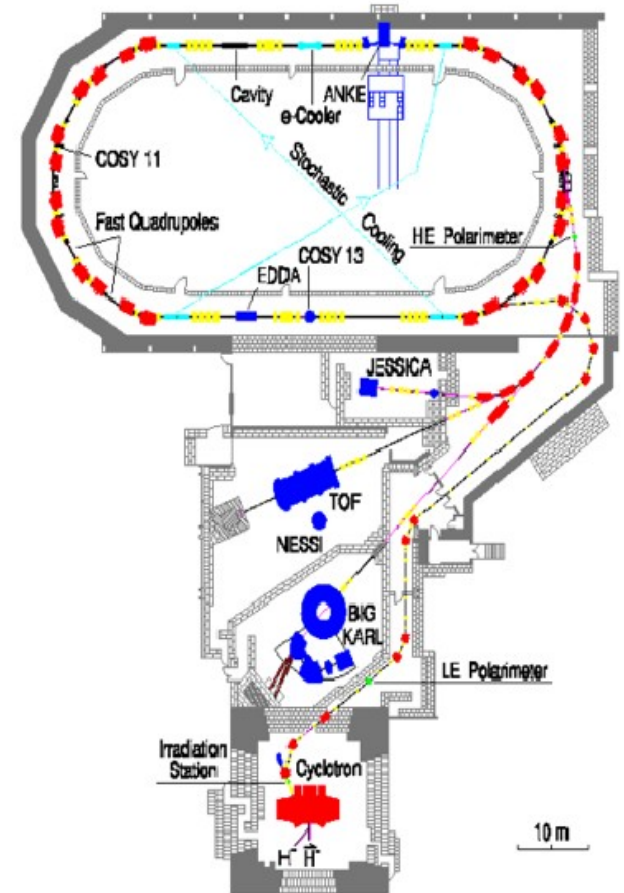 Cavity
e-Cooler
ANKE
COSY 11
Stochastic
Cooling
Fast Quadrupoles
HE Polarimeter
COSY 13
EDDA
JESSICA
TOF
NESSI
BIG
KARL
LE Polarimeter
Irradiation
Station
Cyclotron
H⁻ H⃗⁻
10 m